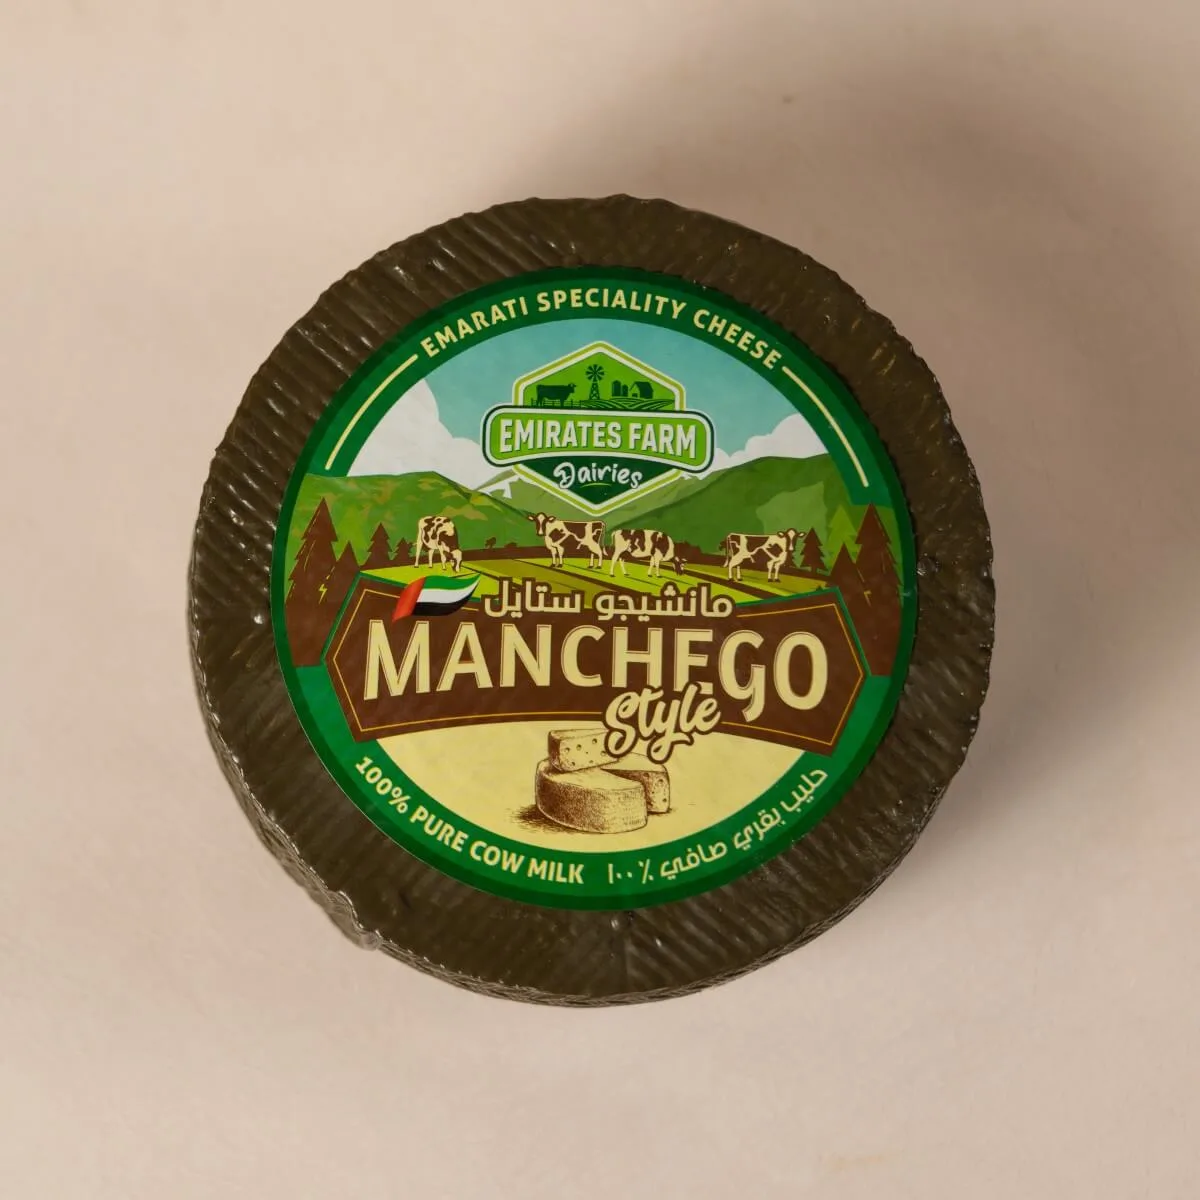 EMARATI SPECIALITY CHEESE
EMIRATES FARM
Dairies
مانشيجو ستايل
MANCHEGO
Style
100% PURE COW MILK
حليب بقري صافي ٪١٠٠